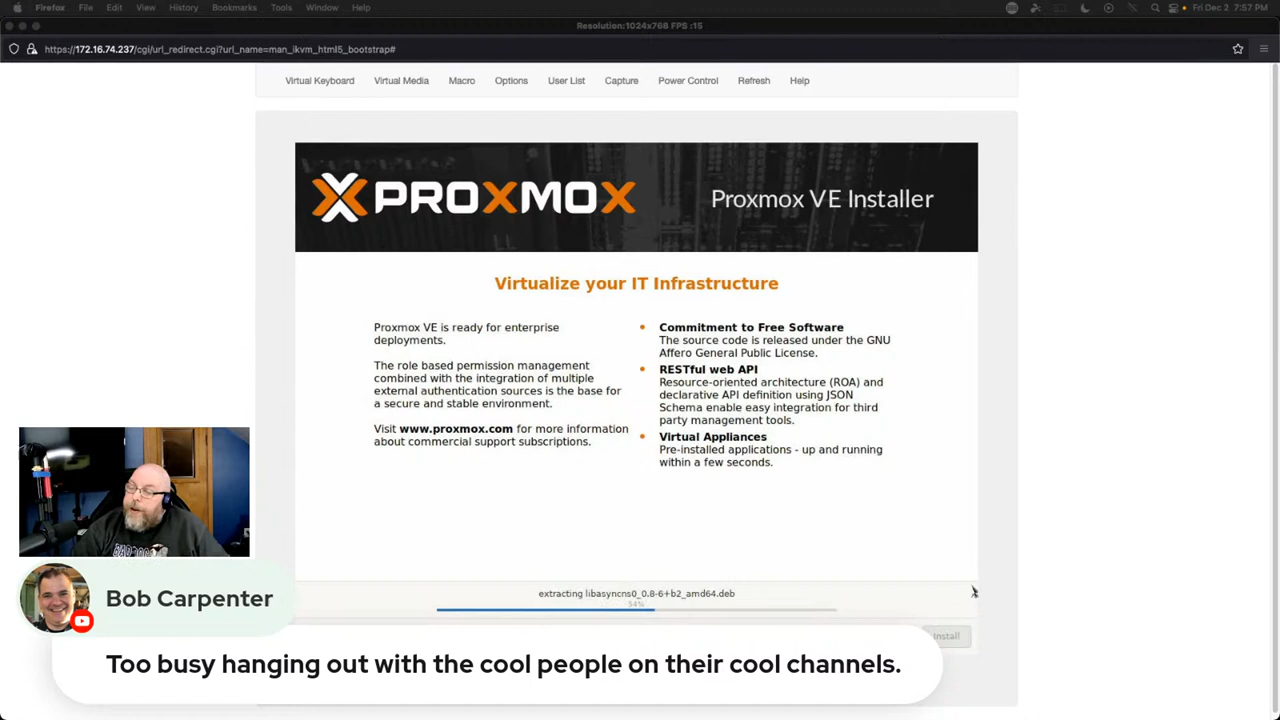 Firefox File Edit View History Bookmarks Tools Window Help
Fri Dec 2 7:57 PM
Resolution:1024x768 FPS :15
https://172.16.74.237/cgi/url_redirect.cgi?url_name=man_ikvm_html5_bootstrap#
Virtual Keyboard Virtual Media Macro Options User List Capture Power Control Refresh Help
PROXMOX
Proxmox VE Installer
Virtualize your IT Infrastructure
Proxmox VE is ready for enterprise
deployments.
The role based permission management
combined with the integration of multiple
external authentication sources is the base for
a secure and stable environment.
Visit www.proxmox.com for more information
about commercial support subscriptions.
Commitment to Free Software
The source code is released under the GNU
Affero General Public License.
RESTful web API
Resource-oriented architecture (ROA) and
declarative API definition using JSON
Schema enable easy integration for third
party management tools.
Virtual Appliances
Pre-installed applications - up and running
within a few seconds.
extracting libasyncns0_0.8-6+b2_amd64.deb
54%
Install
Bob Carpenter
Too busy hanging out with the cool people on their cool channels.